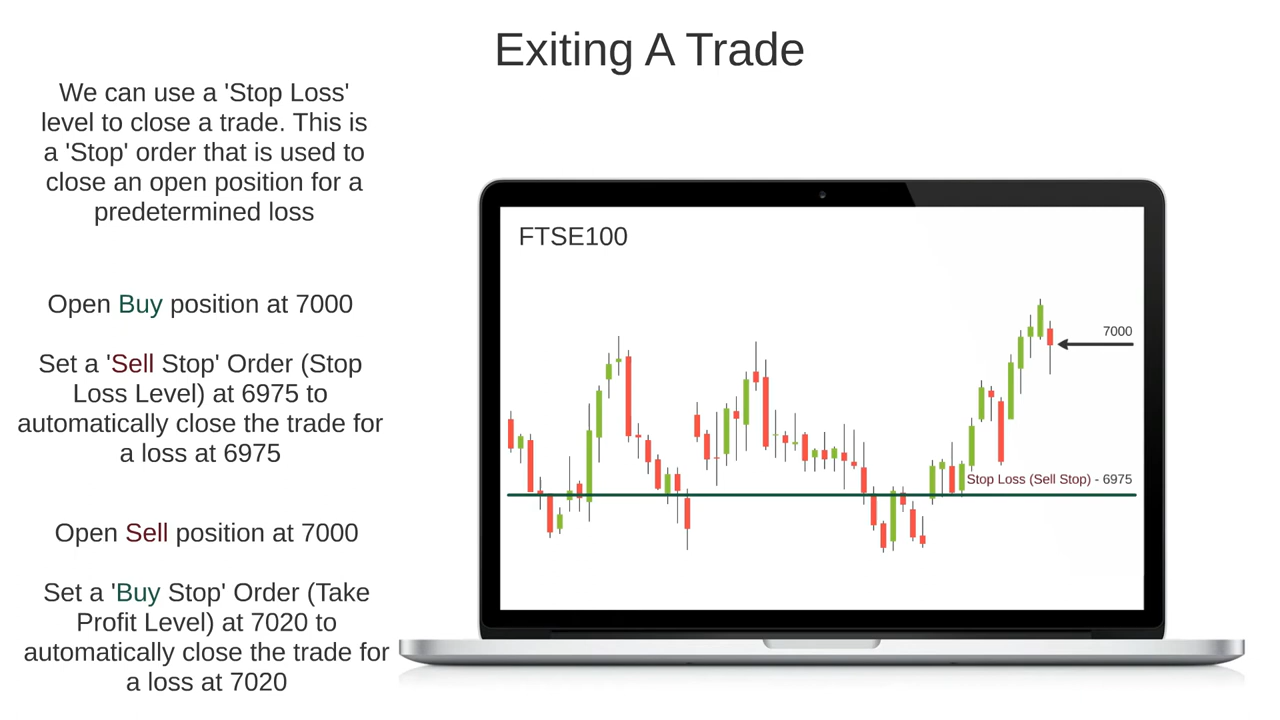 Exiting A Trade
We can use a 'Stop Loss'
level to close a trade. This is
a 'Stop' order that is used to
close an open position for a
predetermined loss
Open Buy position at 7000
Set a 'Sell Stop' Order (Stop
Loss Level) at 6975 to
automatically close the trade for
a loss at 6975
Open Sell position at 7000
Set a 'Buy Stop' Order (Take
Profit Level) at 7020 to
automatically close the trade for
a loss at 7020
FTSE100
7000
Stop Loss (Sell Stop) - 6975